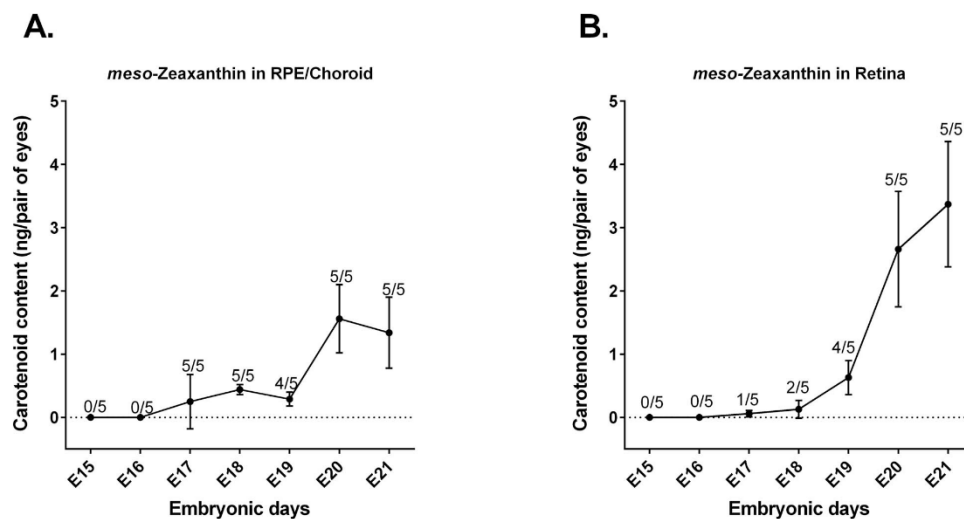 A.
meso-Zeaxanthin in RPE/Choroid
Carotenoid content (ng/pair of eyes)
5
4
3
2
1
0
0/5
0/5
5/5
5/5
4/5
5/5
5/5
E15
E16
E17
E18
E19
E20
E21
Embryonic days
B.
meso-Zeaxanthin in Retina
Carotenoid content (ng/pair of eyes)
5
4
3
2
1
0
0/5
0/5
1/5
2/5
4/5
5/5
5/5
E15
E16
E17
E18
E19
E20
E21
Embryonic days